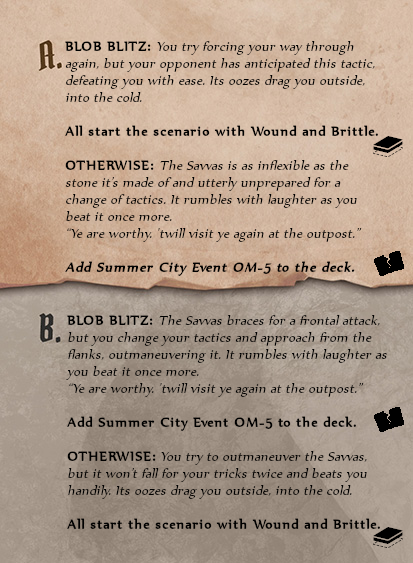 A. BLOB BLITZ: You try forcing your way through
again, but your opponent has anticipated this tactic,
defeating you with ease. Its oozes drag you outside,
into the cold.
All start the scenario with Wound and Brittle.
OTHERWISE: The Savvas is as inflexible as the
stone it's made of and utterly unprepared for a
change of tactics. It rumbles with laughter as you
beat it once more.
"Ye are worthy. 'twill visit ye again at the outpost."
Add Summer City Event OM-5 to the deck.
B. BLOB BLITZ: The Savvas braces for a frontal attack,
but you change your tactics and approach from the
flanks, outmaneuvering it. It rumbles with laughter as
you beat it once more.
"Ye are worthy. 'twill visit ye again at the outpost."
Add Summer City Event OM-5 to the deck.
OTHERWISE: You try to outmaneuver the Savvas,
but it won't fall for your tricks twice and beats you
handily. Its oozes drag you outside, into the cold.
All start the scenario with Wound and Brittle.